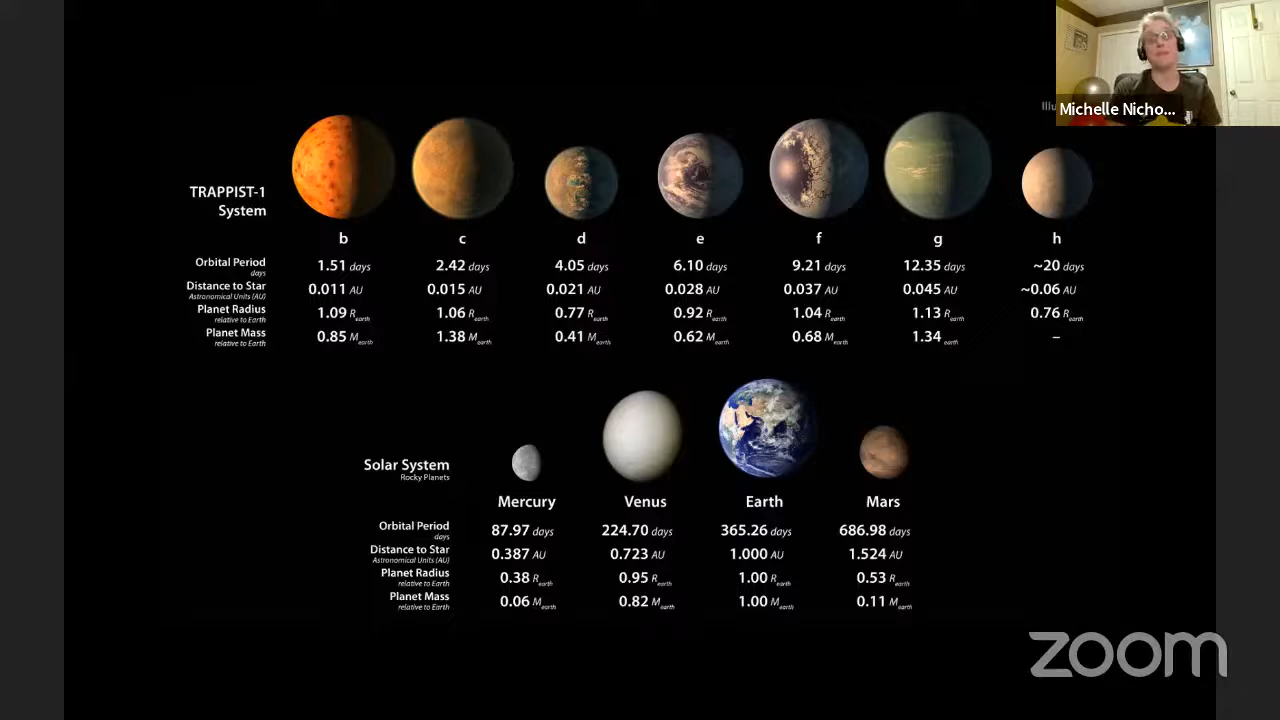 Illu
Michelle Nicho...
TRAPPIST-1
System
b c d e f g h
Orbital Period 1.51 days 2.42 days 4.05 days 6.10 days 9.21 days 12.35 days ~20 days
days
Distance to Star 0.011 AU 0.015 AU 0.021 AU 0.028 AU 0.037 AU 0.045 AU ~0.06 AU
Astronomical Units (AU)
Planet Radius 1.09 Rearth 1.06 Rearth 0.77 Rearth 0.92 Rearth 1.04 Rearth 1.13 Rearth 0.76 Rearth
relative to Earth
Planet Mass 0.85 Mearth 1.38 Mearth 0.41 Mearth 0.62 Mearth 0.68 Mearth 1.34 earth –
relative to Earth
Solar System
Rocky Planets
Mercury Venus Earth Mars
Orbital Period 87.97 days 224.70 days 365.26 days 686.98 days
days
Distance to Star 0.387 AU 0.723 AU 1.000 AU 1.524 AU
Astronomical Units (AU)
Planet Radius 0.38 Rearth 0.95 Rearth 1.00 Rearth 0.53 Rearth
relative to Earth
Planet Mass 0.06 Mearth 0.82 Mearth 1.00 Mearth 0.11 Mearth
relative to Earth
zoom